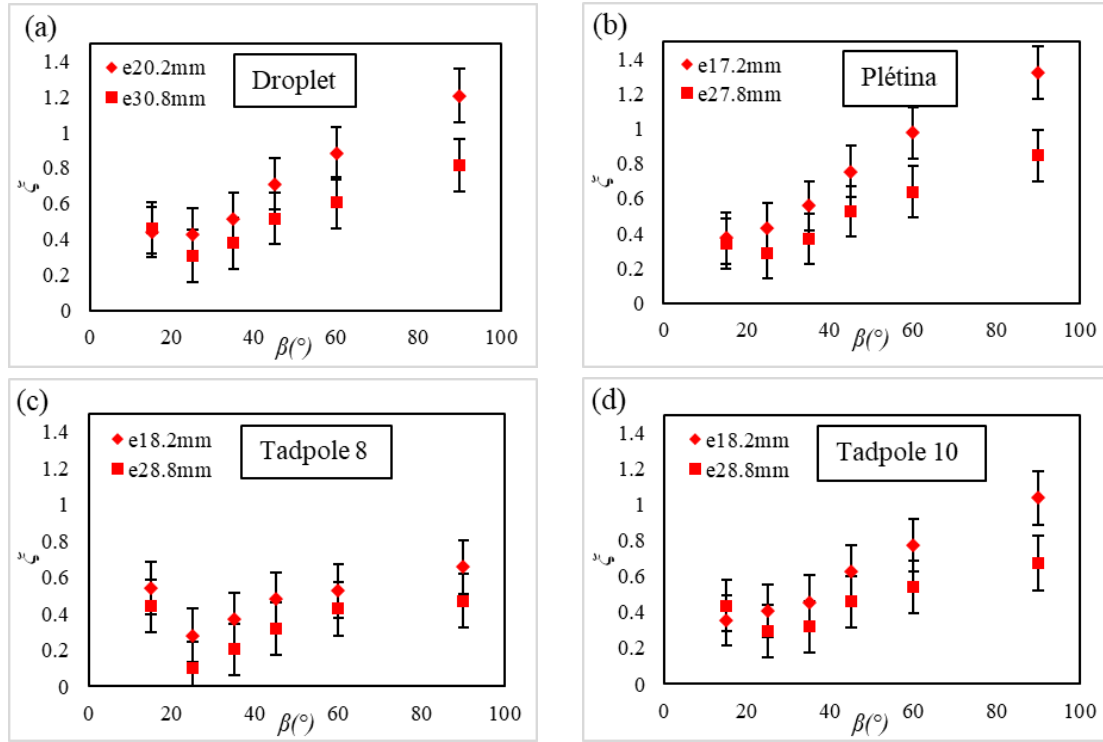 (a)
1.4
1.2
1
0.8
0.6
0.4
0.2
0
ξ
e20.2mm
e30.8mm
Droplet
0 20 40 60 80 100
β(°)
(b)
1.4
1.2
1
0.8
0.6
0.4
0.2
0
ξ
e17.2mm
e27.8mm
Plétina
0 20 40 60 80 100
β(°)
(c)
1.4
1.2
1
0.8
0.6
0.4
0.2
0
ξ
e18.2mm
e28.8mm
Tadpole 8
0 20 40 60 80 100
β(°)
(d)
1.4
1.2
1
0.8
0.6
0.4
0.2
0
ξ
e18.2mm
e28.8mm
Tadpole 10
0 20 40 60 80 100
β(°)